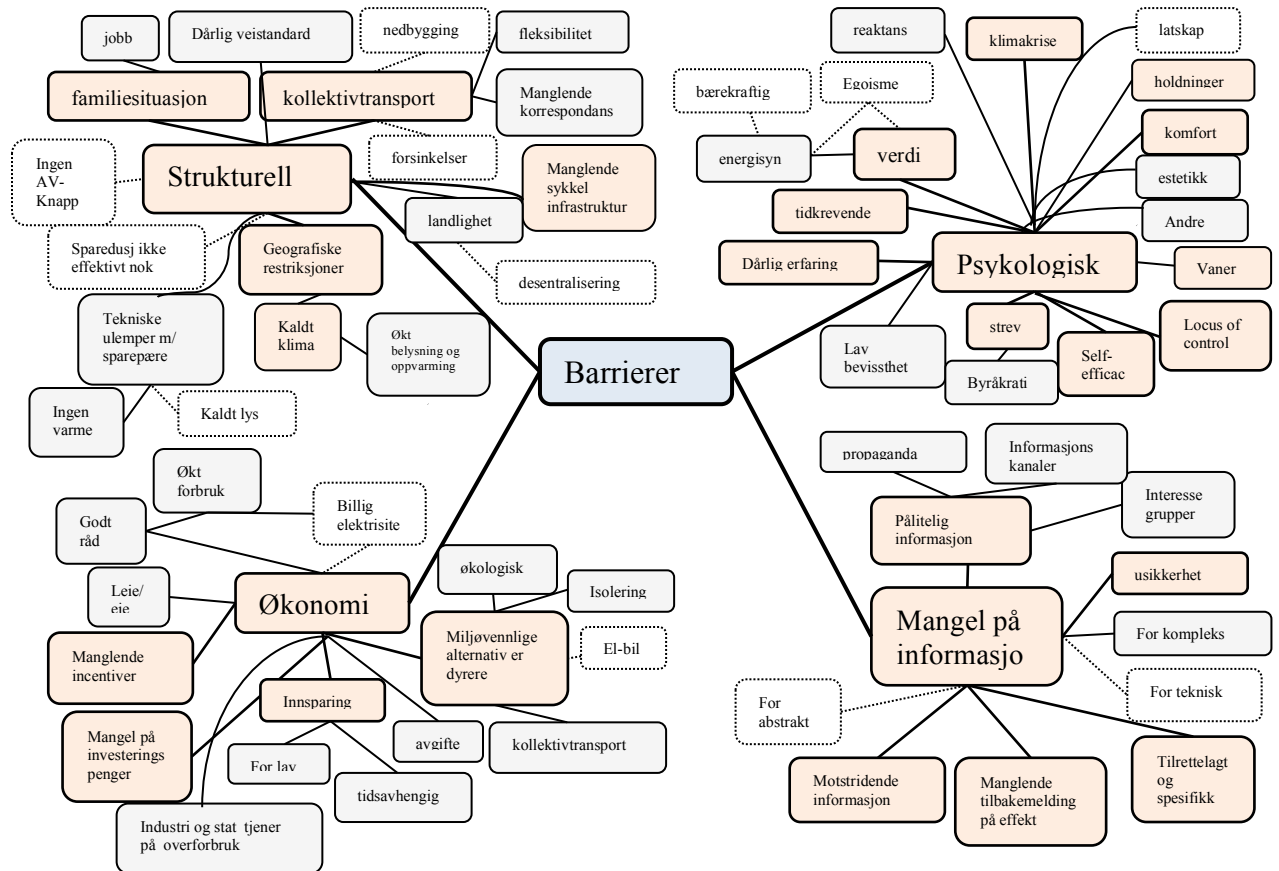 jobb
Dårlig veistandard
nedbygging
fleksibilitet
familiesituasjon
kollektivtransport
Manglende
korrespondans
forsinkelser
Ingen
AV-
Knapp
Strukturell
Manglende
sykkel
infrastruktur
landlighet
Sparedusj ikke
effektivt nok
Geografiske
restriksjoner
desentralisering
Tekniske
ulemper m/
sparepære
Kaldt
klima
Økt
belysning og
oppvarming
Ingen
varme
Kaldt lys
reaktans
klimakrise
latskap
bærekraftig
Egoisme
holdninger
energisyn
verdi
komfort
estetikk
tidkrevende
Andre
Dårlig erfaring
Psykologisk
Vaner
strev
Locus of
control
Lav
bevissthet
Byråkrati
Self-
efficac
Barrierer
Økt
forbruk
Godt
råd
Billig
elektrisite
Leie/
eie
Økonomi
økologisk
Isolering
Manglende
incentiver
Miljøvennlige
alternativ er
dyrere
El-bil
Innsparing
Mangel på
investerings
penger
avgifte
kollektivtransport
For lav
tidsavhengig
Industri og stat tjener
på overforbruk
propaganda
Informasjons
kanaler
Interesse
grupper
Pålitelig
informasjon
usikkerhet
Mangel på
informasjo
For kompleks
For teknisk
For
abstrakt
Motstridende
informasjon
Manglende
tilbakemelding
på effekt
Tilrettelagt
og
spesifikk